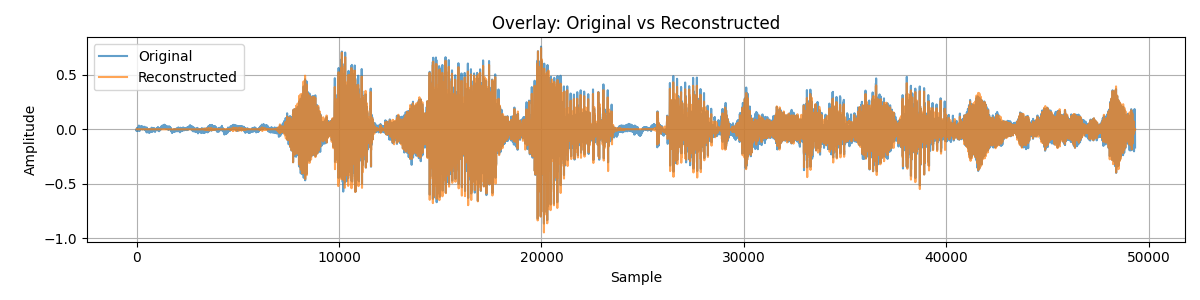 Overlay: Original vs Reconstructed
Original
Reconstructed
Amplitude
0.5
0.0
−0.5
−1.0
0 10000 20000 30000 40000 50000
Sample